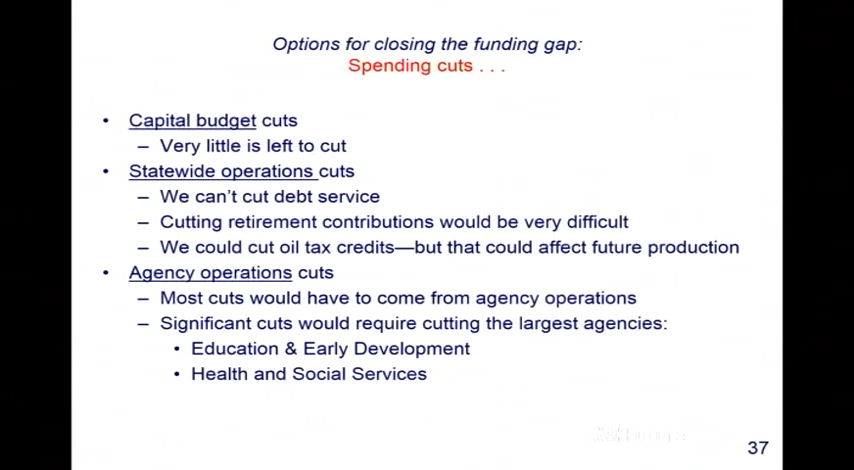 Options for closing the funding gap:
Spending cuts . . .
• Capital budget cuts
– Very little is left to cut
• Statewide operations cuts
– We can't cut debt service
– Cutting retirement contributions would be very difficult
– We could cut oil tax credits—but that could affect future production
• Agency operations cuts
– Most cuts would have to come from agency operations
– Significant cuts would require cutting the largest agencies:
• Education & Early Development
• Health and Social Services
37